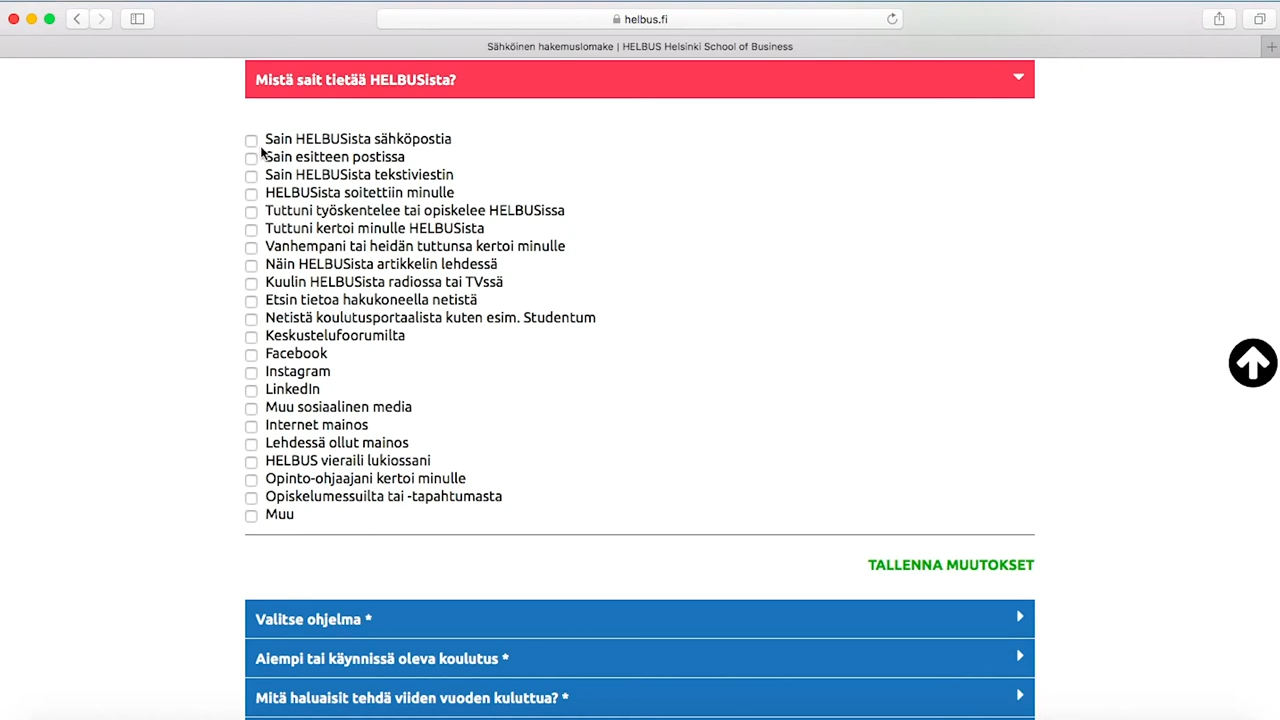 helbus.fi
Sähköinen hakemuslomake | HELBUS Helsinki School of Business
Mistä sait tietää HELBUSista?
Sain HELBUSista sähköpostia
Sain esitteen postissa
Sain HELBUSista tekstiviestin
HELBUSista soitettiin minulle
Tuttuni työskentelee tai opiskelee HELBUSissa
Tuttuni kertoi minulle HELBUSista
Vanhempani tai heidän tuttunsa kertoi minulle
Näin HELBUSista artikkelin lehdessä
Kuulin HELBUSista radiossa tai TVssä
Etsin tietoa hakukoneella netistä
Netistä koulutusportaalista kuten esim. Studentum
Keskustelufoorumilta
Facebook
Instagram
LinkedIn
Muu sosiaalinen media
Internet mainos
Lehdessä ollut mainos
HELBUS vieraili lukiossani
Opinto-ohjaajani kertoi minulle
Opiskelumessuilta tai -tapahtumasta
Muu
TALLENNA MUUTOKSET
Valitse ohjelma *
Aiempi tai käynnissä oleva koulutus *
Mitä haluaisit tehdä viiden vuoden kuluttua? *